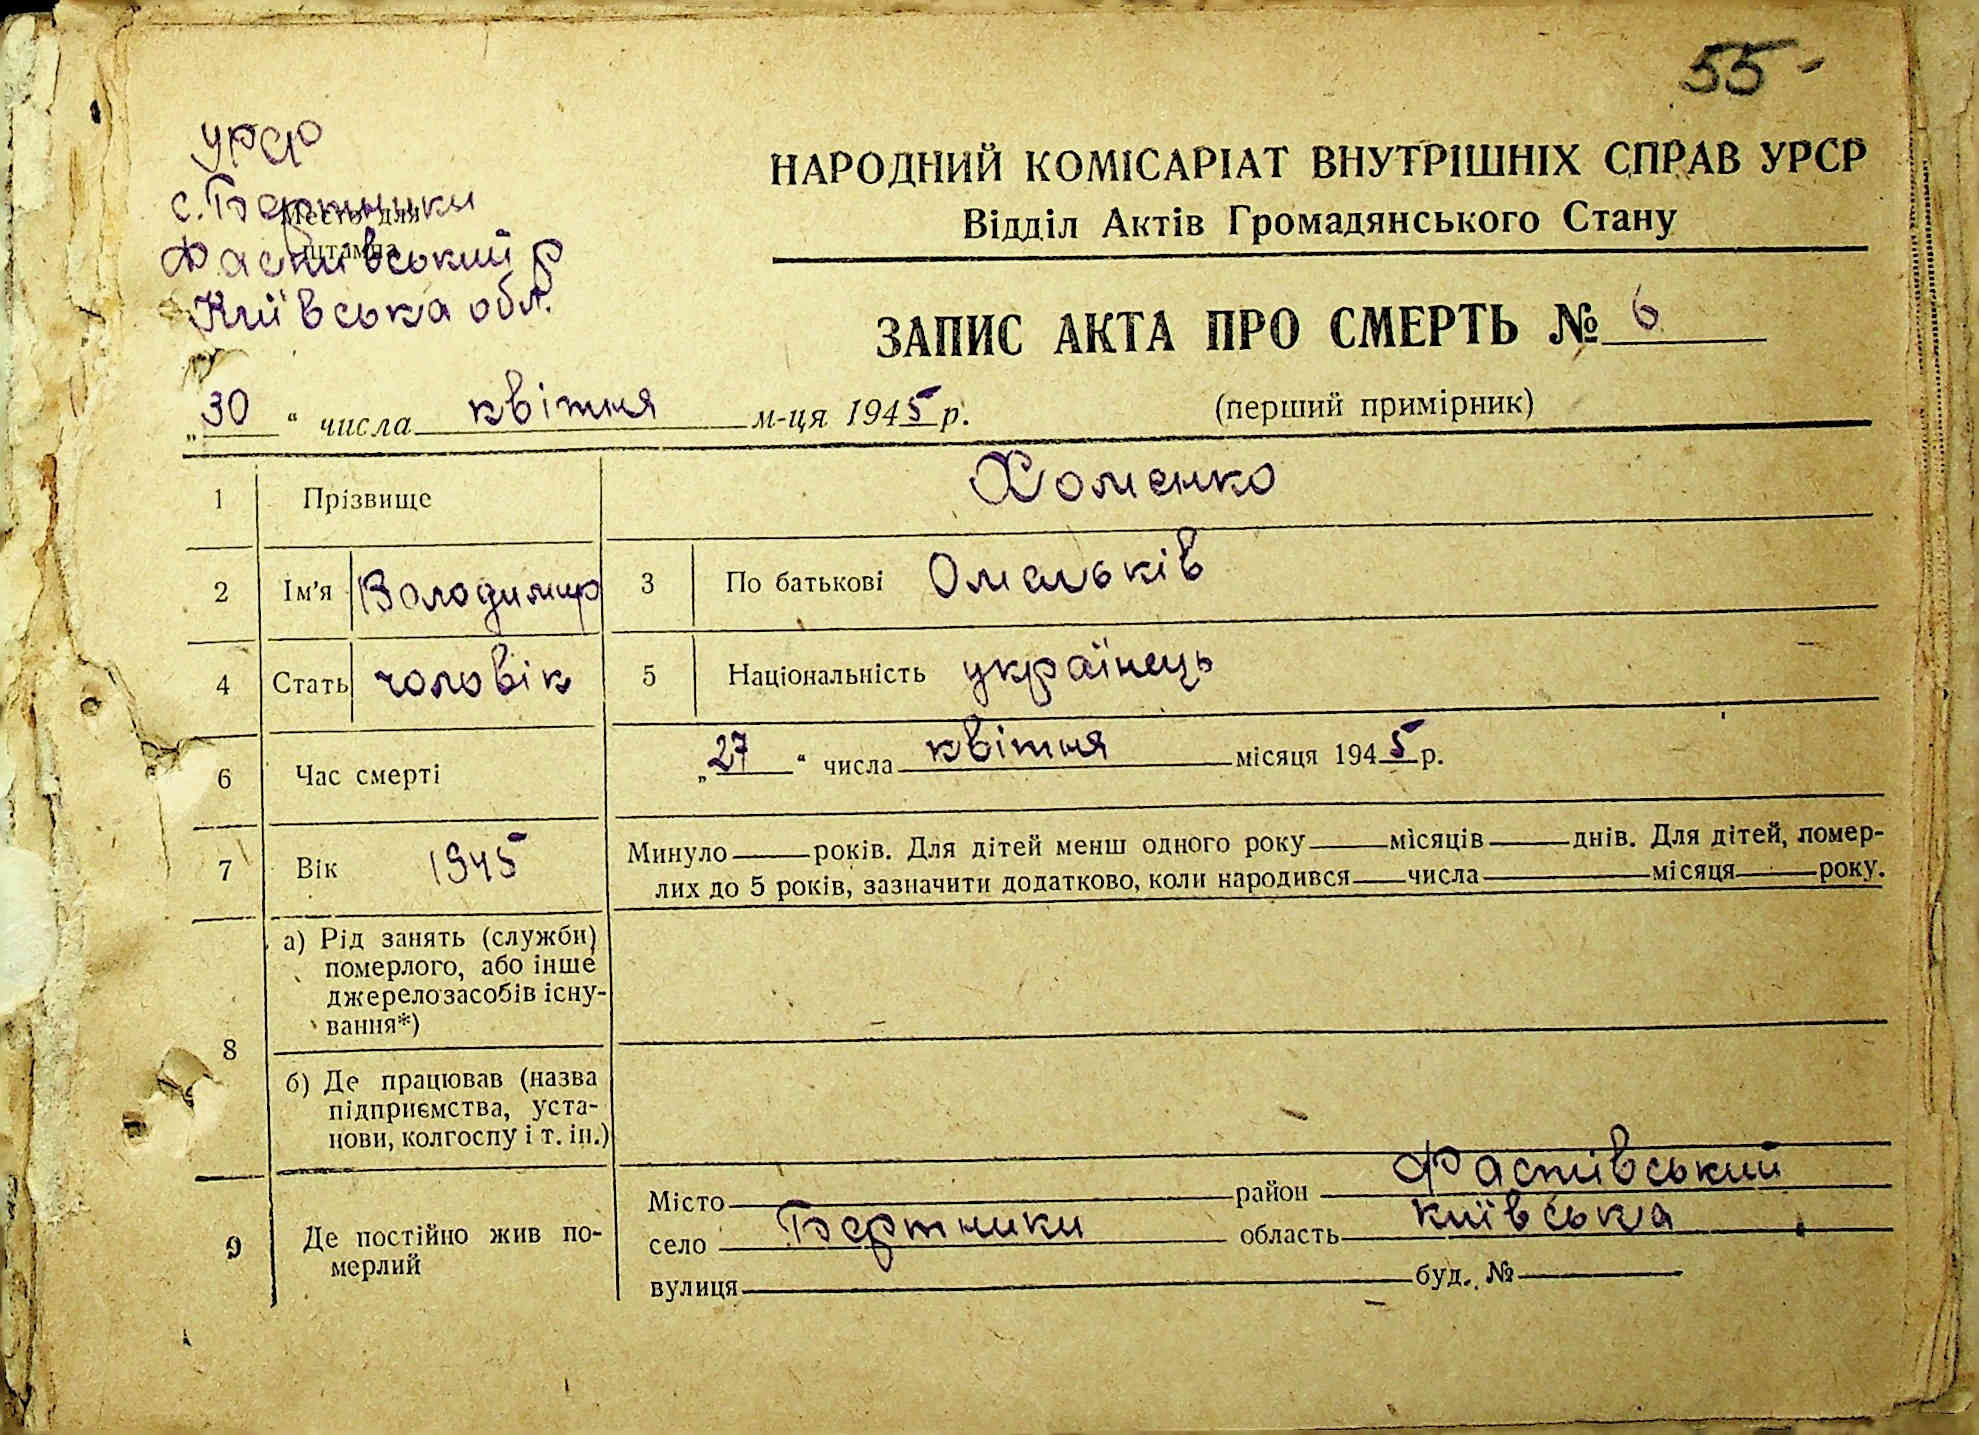 55-
УРСР
с. Бертники
Место для
штампа
Фастівський р
Київська обл.
НАРОДНИЙ КОМІСАРІАТ ВНУТРІШНІХ СПРАВ УРСР
Відділ Актів Громадянського Стану
ЗАПИС АКТА ПРО СМЕРТЬ № 6
„30“ числа квітня м-ця 1945 р.
(перший примірник)
1 Прізвище Хоменко
2 Ім'я Володимир 3 По батькові Омельків
4 Стать чоловік 5 Національність українець
6 Час смерті „27“ числа квітня місяця 1945 р.
7 Вік 1945 Минуло років. Для дітей менш одного року місяців днів. Для дітей, помер-
лих до 5 років, зазначити додатково, коли народився числа місяця року.
8 а) Рід занять (служби)
померлого, або інше
джерело засобів існу-
вання*)
б) Де працював (назва
підприємства, уста-
нови, колгоспу і т. ін.)
9 Де постійно жив по-
мерлий
Місто район Фастівський
село Бертники область київська
вулиця буд. №